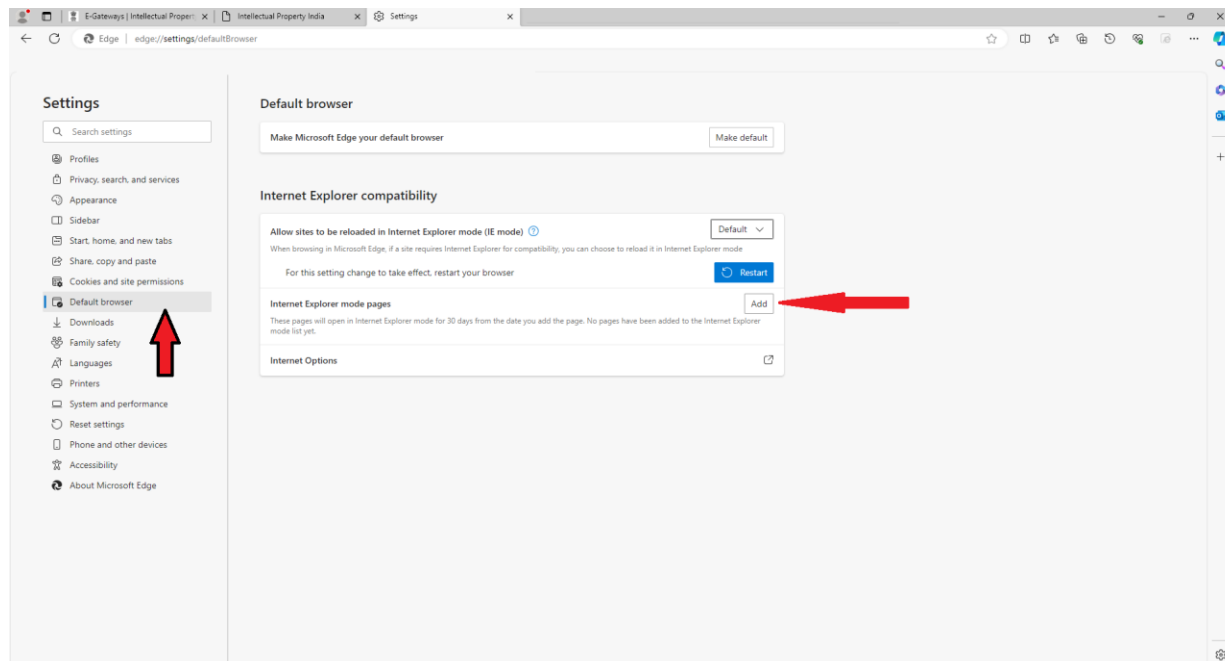 E-Gateways | Intellectual Propert
Intellectual Property India
Settings
Edge | edge://settings/defaultBrowser
Settings
Search settings
Profiles
Privacy, search, and services
Appearance
Sidebar
Start, home, and new tabs
Share, copy and paste
Cookies and site permissions
Default browser
Downloads
Family safety
Languages
Printers
System and performance
Reset settings
Phone and other devices
Accessibility
About Microsoft Edge
Default browser
Make Microsoft Edge your default browser
Make default
Internet Explorer compatibility
Allow sites to be reloaded in Internet Explorer mode (IE mode)
Default
When browsing in Microsoft Edge, if a site requires Internet Explorer for compatibility, you can choose to reload it in Internet Explorer mode
For this setting change to take effect, restart your browser
Restart
Internet Explorer mode pages
Add
These pages will open in Internet Explorer mode for 30 days from the date you add the page. No pages have been added to the Internet Explorer
mode list yet.
Internet Options